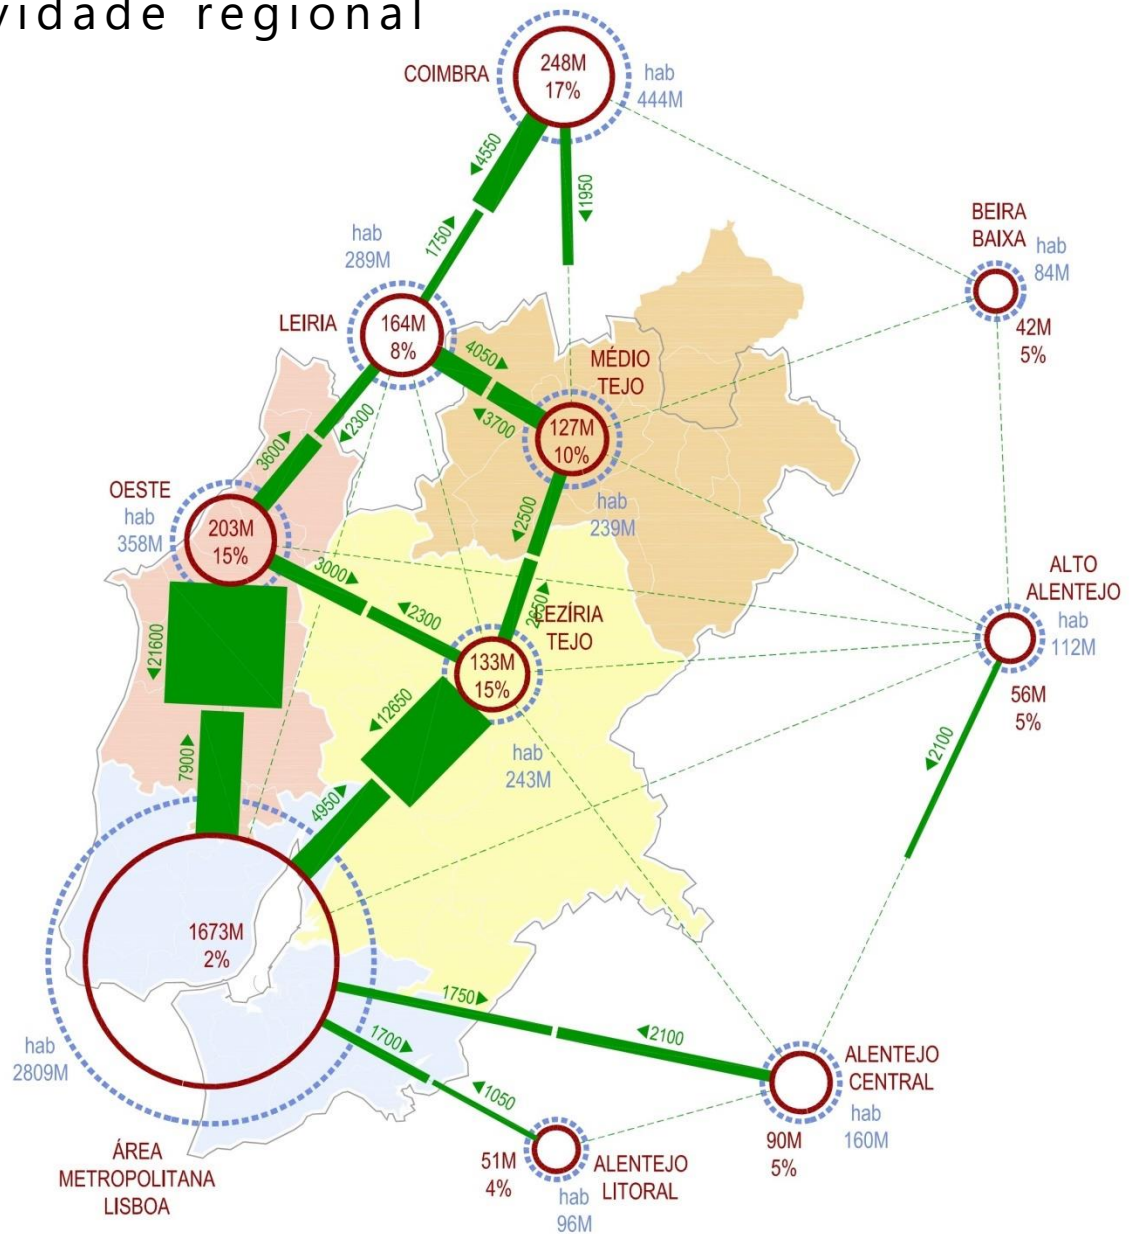 vidade regional
COIMBRA
248M
17%
hab
444M
◄4550
1750►
◄1950
hab
289M
LEIRIA
164M
8%
4050►
◄3700
BEIRA
BAIXA
hab
84M
42M
5%
MÉDIO
TEJO
127M
10%
hab
239M
3600►
◄2300
OESTE
hab
358M
203M
15%
◄2500
2650►
3000►
◄2300
LEZÍRIA
TEJO
133M
15%
hab
243M
ALTO
ALENTEJO
hab
112M
56M
5%
◄21600
7900►
◄12650
4950►
◄2100
1673M
2%
hab
2809M
ÁREA
METROPOLITANA
LISBOA
1750►
◄2100
1700►
◄1050
ALENTEJO
CENTRAL
hab
160M
90M
5%
51M
4%
ALENTEJO
LITORAL
hab
96M